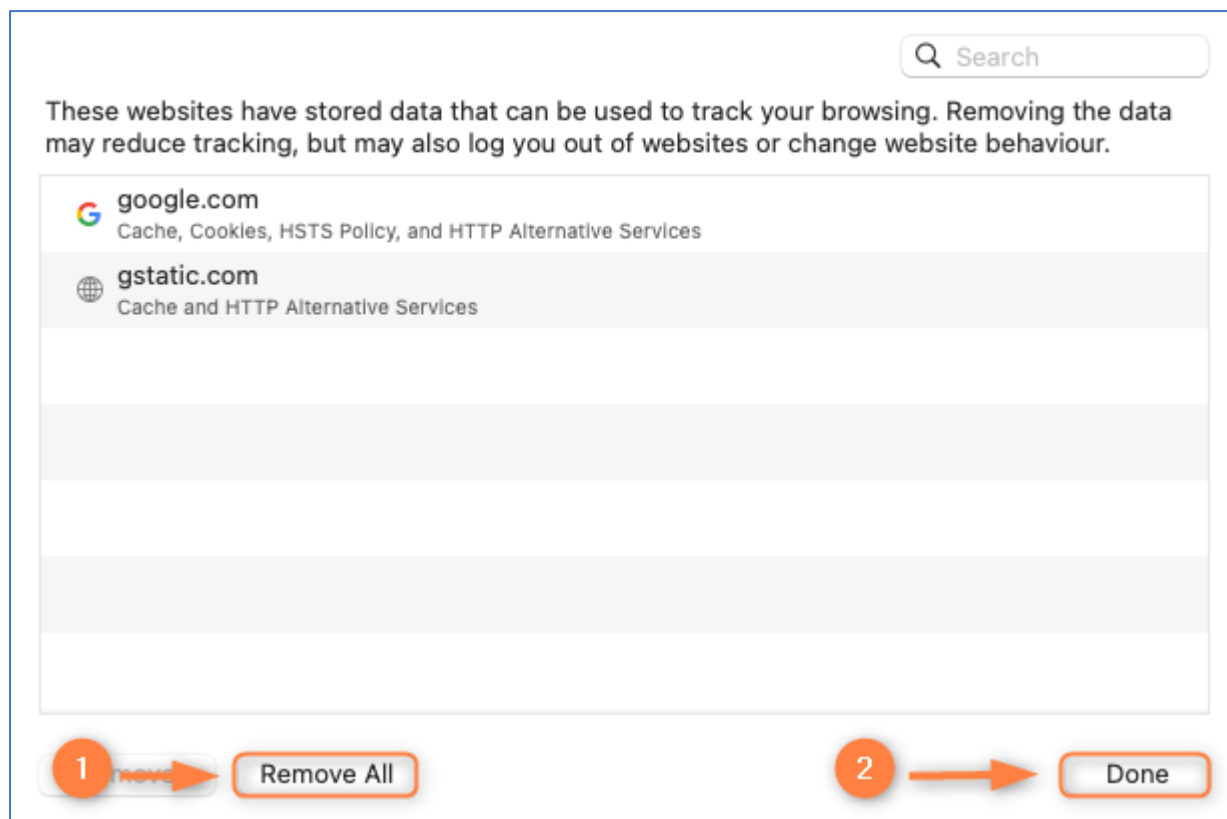 Search
These websites have stored data that can be used to track your browsing. Removing the data
may reduce tracking, but may also log you out of websites or change website behaviour.
google.com
Cache, Cookies, HSTS Policy, and HTTP Alternative Services
gstatic.com
Cache and HTTP Alternative Services
1 Remove All 2 Done